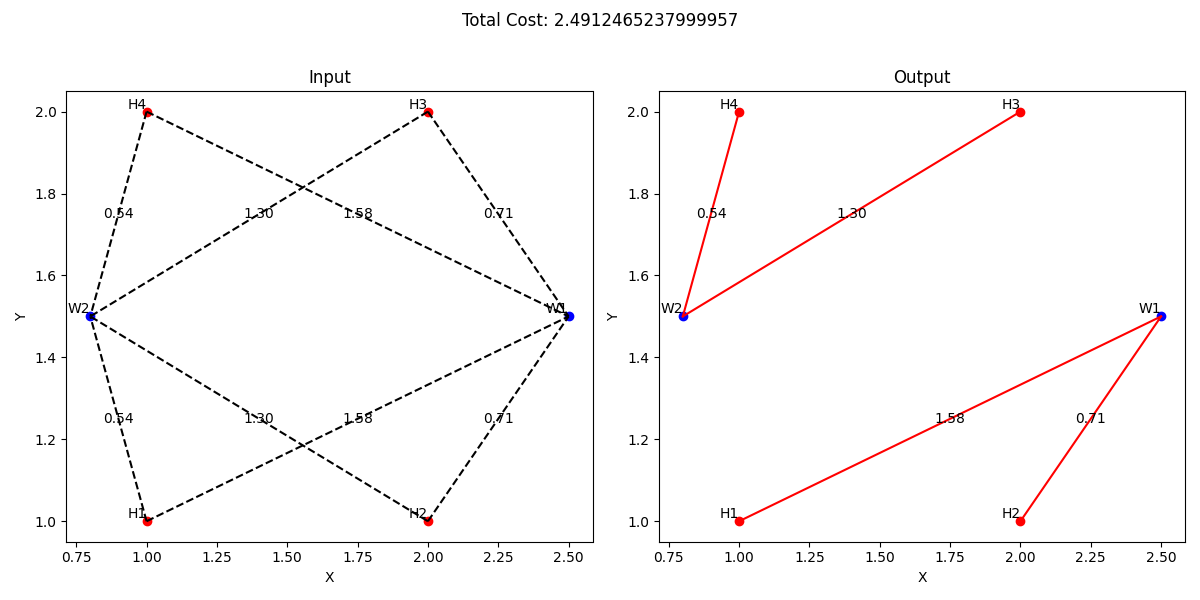 Total Cost: 2.4912465237999957
Input
2.0
1.8
1.6
1.4
1.2
1.0
Y
H4
H3
0.54
1.30
1.58
0.71
W2
W1
0.54
1.30
1.58
0.71
H1
H2
0.75
1.00
1.25
1.50
1.75
2.00
2.25
2.50
X
Output
2.0
1.8
1.6
1.4
1.2
1.0
Y
H4
H3
0.54
1.30
W2
W1
1.58
0.71
H1
H2
0.75
1.00
1.25
1.50
1.75
2.00
2.25
2.50
X